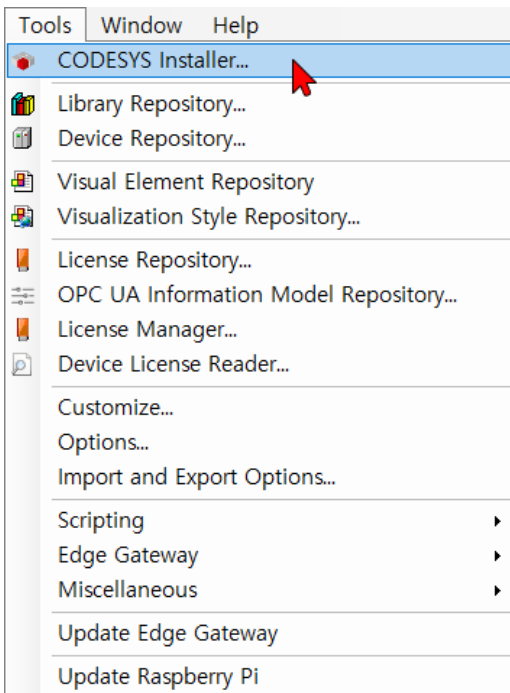 Tools Window Help
CODESYS Installer...
Library Repository...
Device Repository...
Visual Element Repository
Visualization Style Repository...
License Repository...
OPC UA Information Model Repository...
License Manager...
Device License Reader...
Customize...
Options...
Import and Export Options...
Scripting
Edge Gateway
Miscellaneous
Update Edge Gateway
Update Raspberry Pi